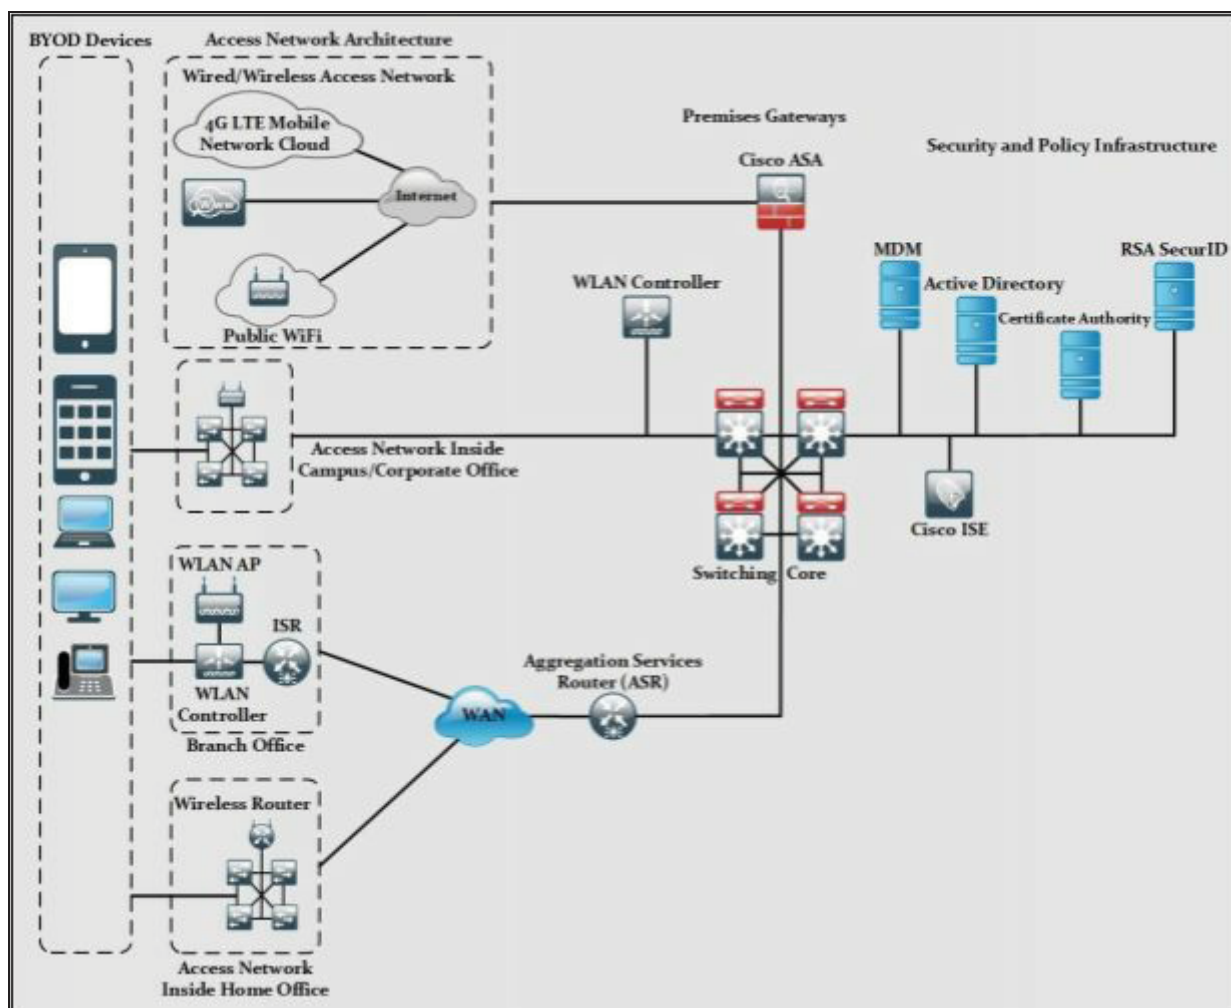 BYOD Devices
Access Network Architecture
Wired/Wireless Access Network
4G LTE Mobile
Network Cloud
Internet
www
Public WiFi
Premises Gateways
Cisco ASA
Security and Policy Infrastructure
WLAN Controller
MDM
Active Directory
Certificate Authority
RSA SecurID
Access Network Inside
Campus/Corporate Office
Cisco ISE
Switching Core
WLAN AP
ISR
WLAN
Controller
Branch Office
Aggregation Services
Router (ASR)
WAN
Wireless Router
Access Network
Inside Home Office